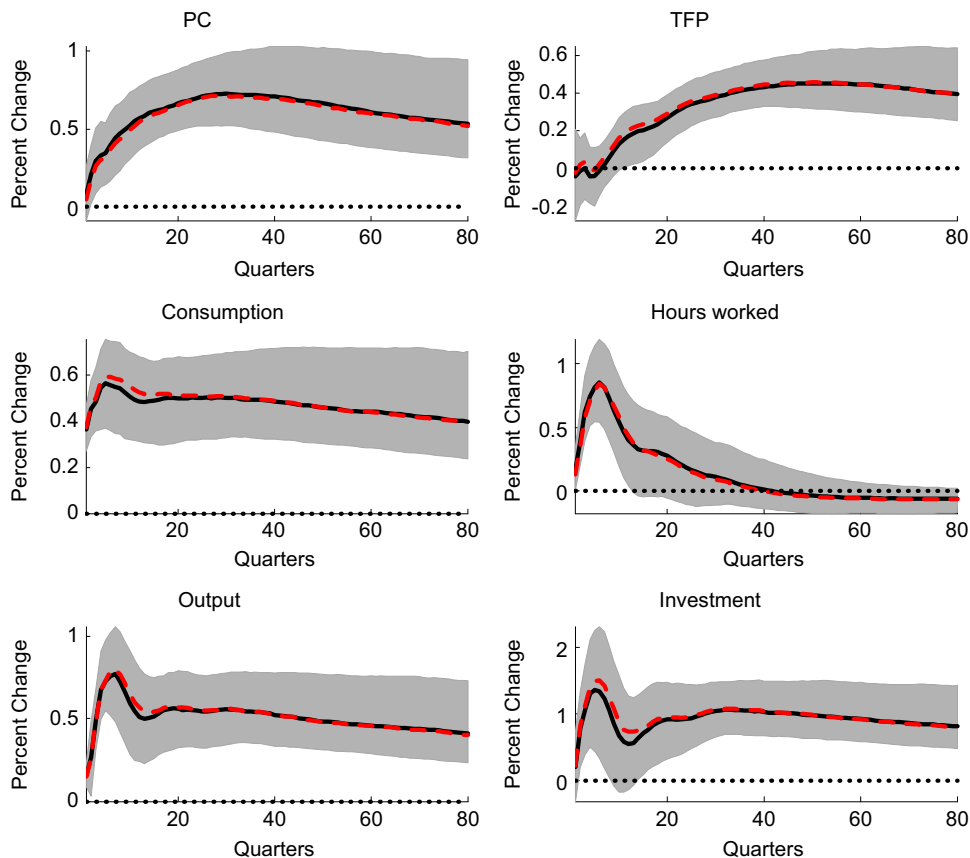 PC
Percent Change
1
0.5
0
20 40 60 80
Quarters
TFP
Percent Change
0.6
0.4
0.2
0
-0.2
20 40 60 80
Quarters
Consumption
Percent Change
0.6
0.4
0.2
0
20 40 60 80
Quarters
Hours worked
Percent Change
1
0.5
0
20 40 60 80
Quarters
Output
Percent Change
1
0.5
0
20 40 60 80
Quarters
Investment
Percent Change
2
1
0
20 40 60 80
Quarters